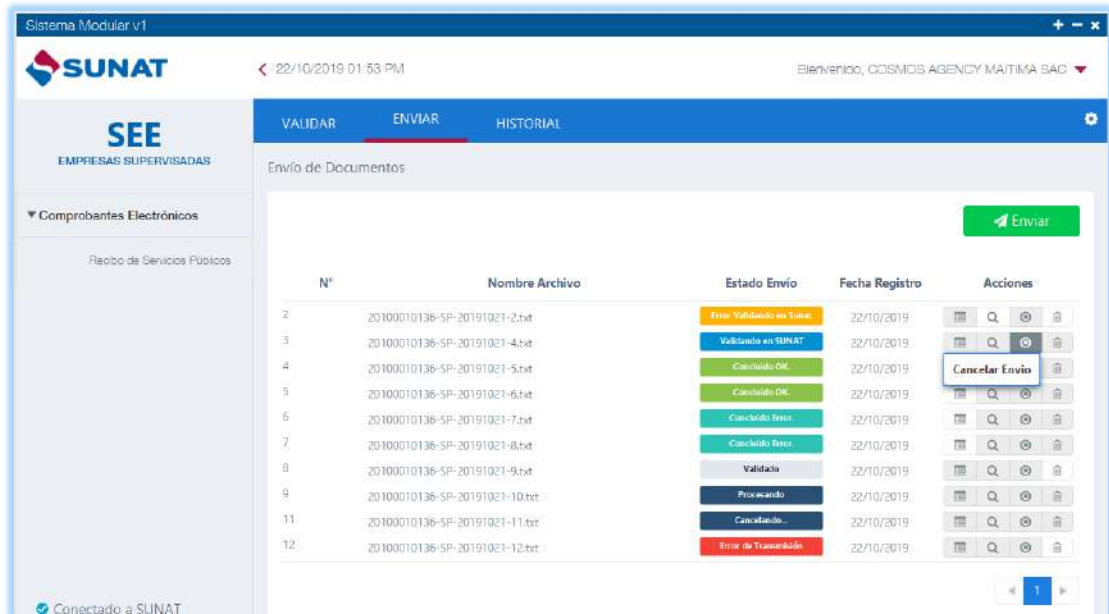 Sistema Modular v1
SUNAT
22/10/2019 01:53 PM
Bienvenido, COSMOS AGENCY MAITIMA SAC
SEE
EMPRESAS SUPERVISADAS
VALIDAR ENVIAR HISTORIAL
Envío de Documentos
Comprobantes Electrónicos
Recibo de Servicios Públicos
Enviar
N° Nombre Archivo Estado Envío Fecha Registro Acciones
2 20100010136-SP-20191021-2.txt Error Validando en Sunat 22/10/2019
3 20100010136-SP-20191021-4.txt Validando en SUNAT 22/10/2019
4 20100010136-SP-20191021-5.txt Concluido OK. 22/10/2019
Cancelar Envio
5 20100010136-SP-20191021-6.txt Concluido OK. 22/10/2019
6 20100010136-SP-20191021-7.txt Concluido Error. 22/10/2019
7 20100010136-SP-20191021-8.txt Concluido Error. 22/10/2019
8 20100010136-SP-20191021-9.txt Validado 22/10/2019
9 20100010136-SP-20191021-10.txt Procesando 22/10/2019
11 20100010136-SP-20191021-11.txt Cancelando... 22/10/2019
12 20100010136-SP-20191021-12.txt Error de Transmisión 22/10/2019
1
Conectado a SUNAT